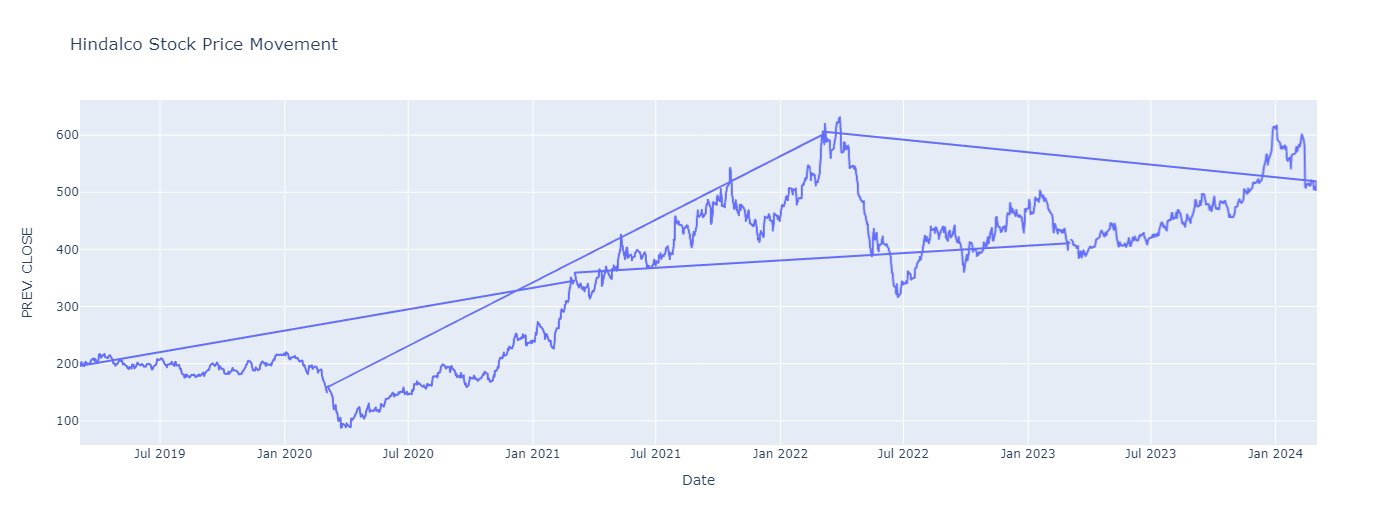 Hindalco Stock Price Movement
PREV. CLOSE
600
500
400
300
200
100
Jul 2019
Jan 2020
Jul 2020
Jan 2021
Jul 2021
Jan 2022
Jul 2022
Jan 2023
Jul 2023
Jan 2024
Date